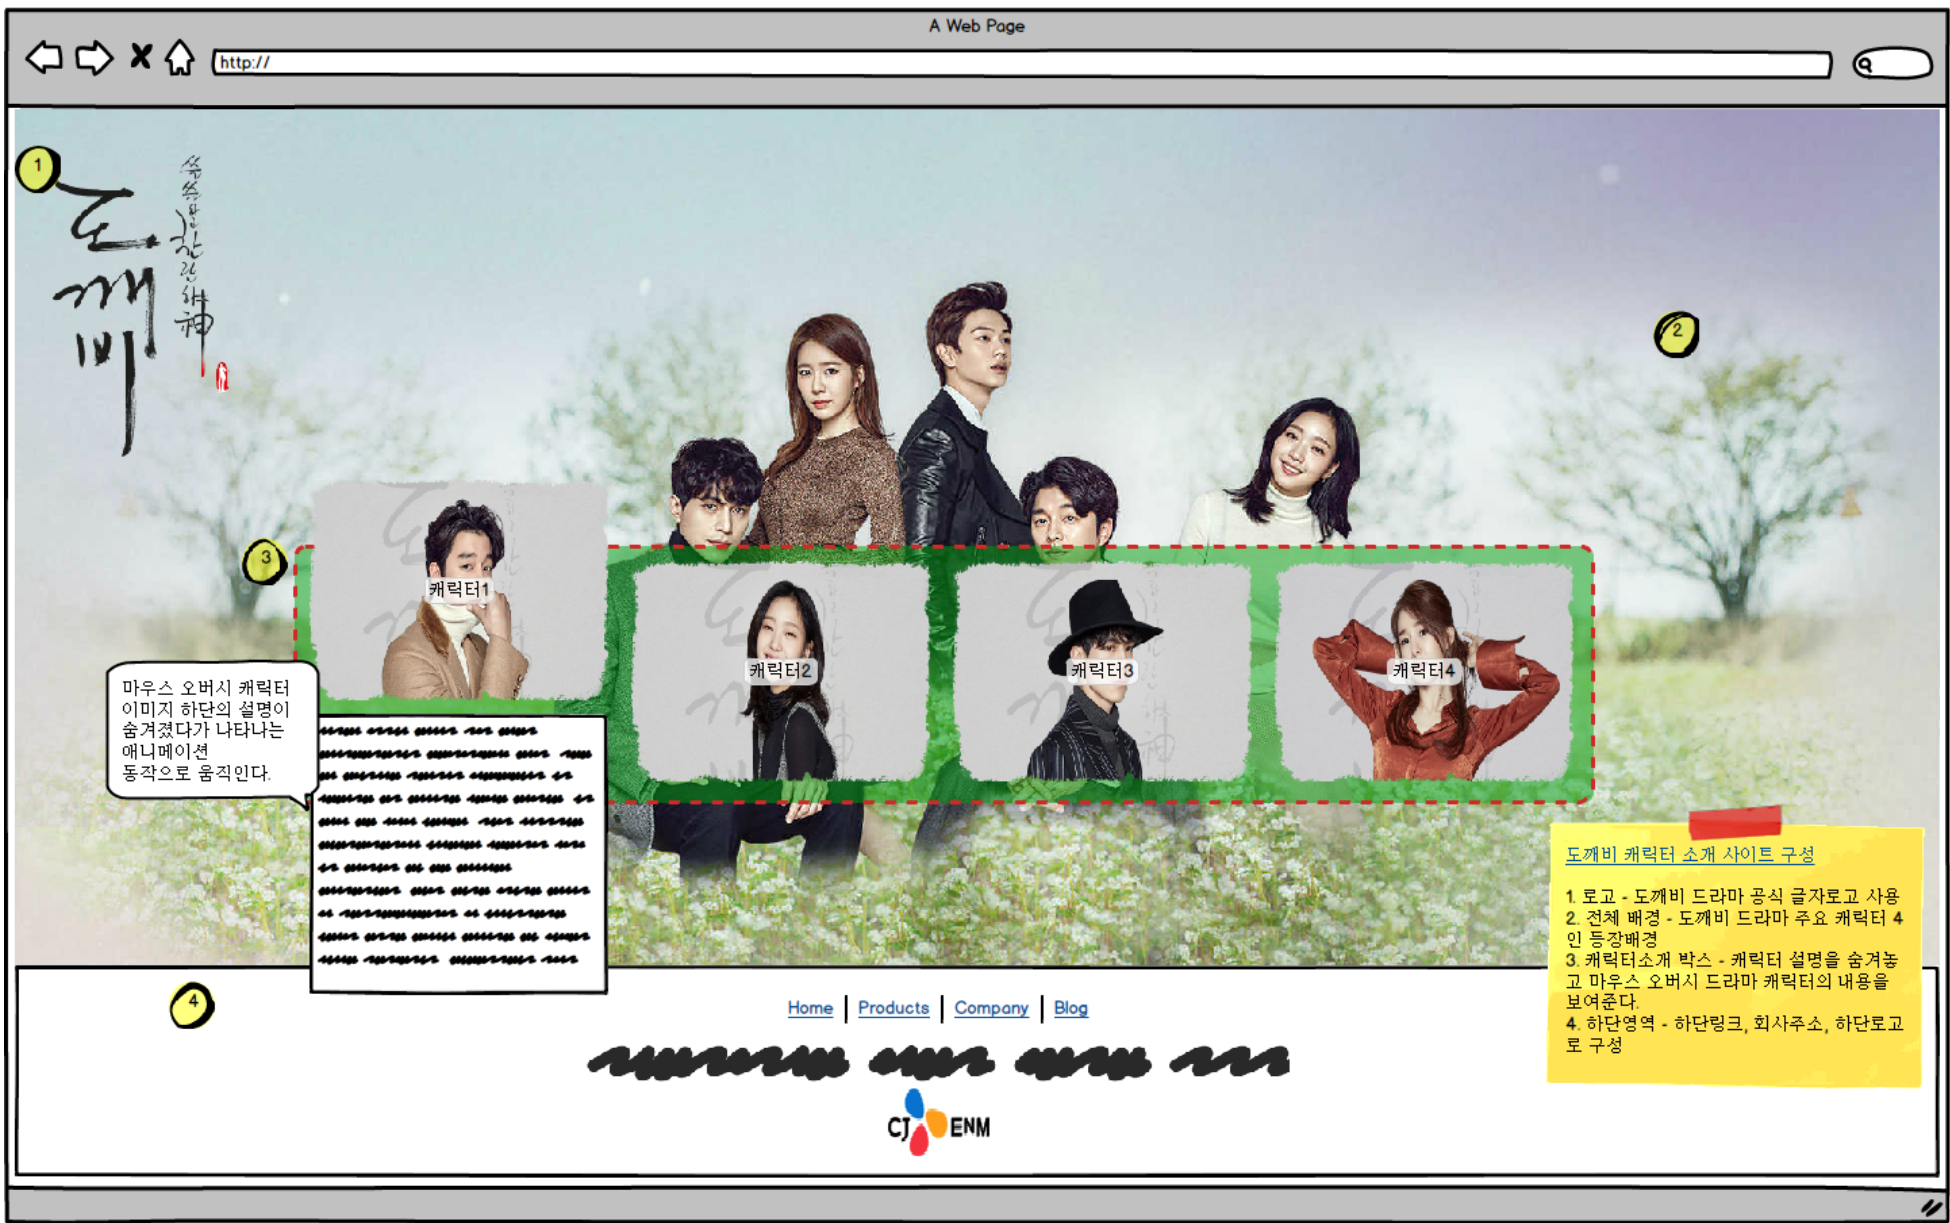 A Web Page
http://
1
도깨비
쓸쓸하고 찬란하神
2
3
캐릭터1
캐릭터2
캐릭터3
캐릭터4
마우스 오버시 캐릭터
이미지 하단의 설명이
숨겨졌다가 나타나는
애니메이션
동작으로 움직인다.
도깨비 캐릭터 소개 사이트 구성
1. 로고 - 도깨비 드라마 공식 글자로고 사용
2. 전체 배경 - 도깨비 드라마 주요 캐릭터 4
인 등장배경
3. 캐릭터소개 박스 - 캐릭터 설명을 숨겨놓
고 마우스 오버시 드라마 캐릭터의 내용을
보여준다.
4. 하단영역 - 하단링크, 회사주소, 하단로고
로 구성
4
Home Products Company Blog
CJ ENM